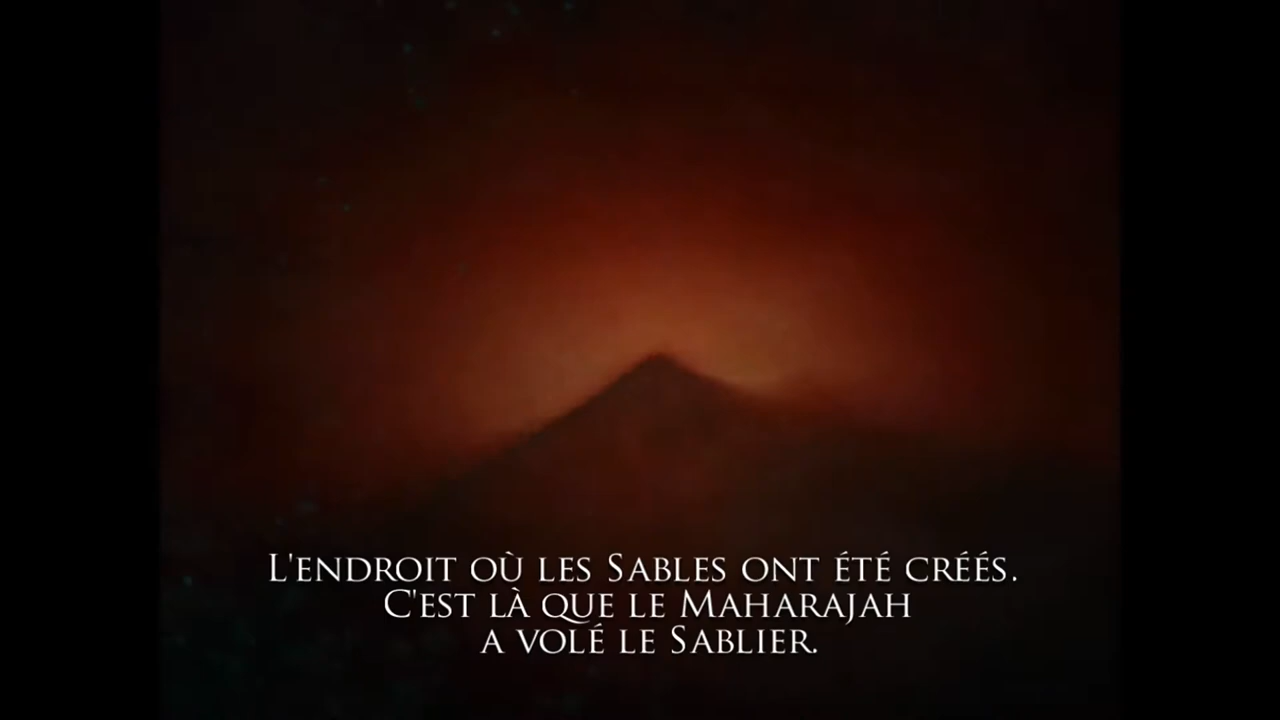 L'endroit où les Sables ont été créés.
C'est là que le Maharajah
a volé le Sablier.